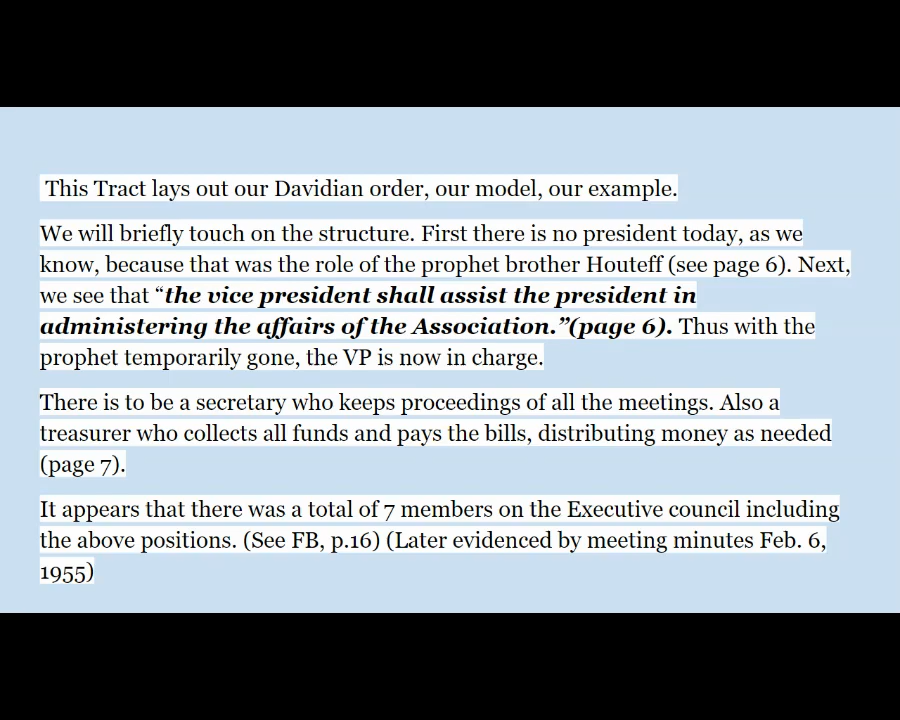 This Tract lays out our Davidian order, our model, our example.
We will briefly touch on the structure. First there is no president today, as we
know, because that was the role of the prophet brother Houteff (see page 6). Next,
we see that “the vice president shall assist the president in
administering the affairs of the Association.”(page 6). Thus with the
prophet temporarily gone, the VP is now in charge.
There is to be a secretary who keeps proceedings of all the meetings. Also a
treasurer who collects all funds and pays the bills, distributing money as needed
(page 7).
It appears that there was a total of 7 members on the Executive council including
the above positions. (See FB, p.16) (Later evidenced by meeting minutes Feb. 6,
1955)